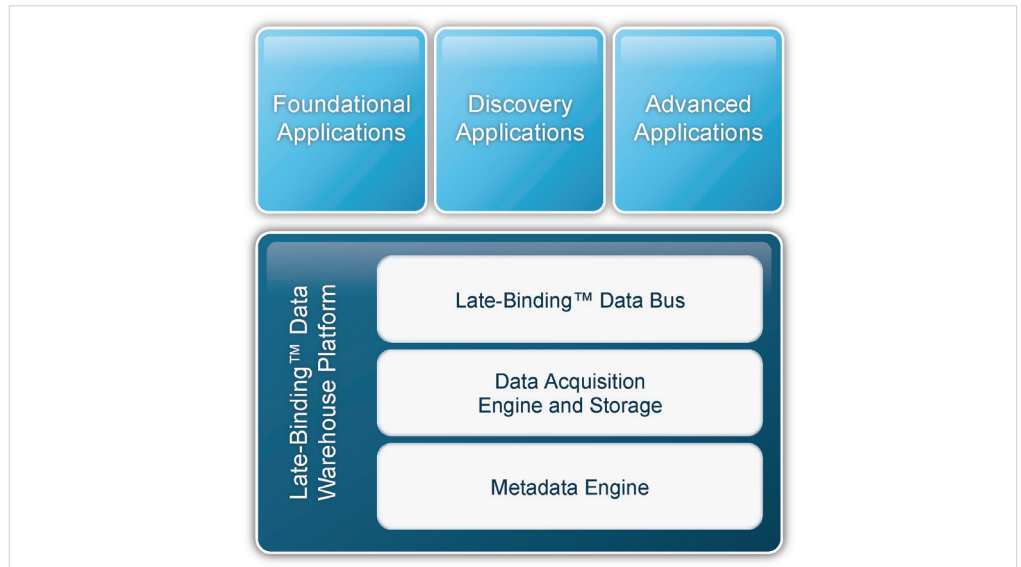 Foundational
Applications
Discovery
Applications
Advanced
Applications
Late-Binding™ Data
Warehouse Platform
Late-Binding™ Data Bus
Data Acquisition
Engine and Storage
Metadata Engine